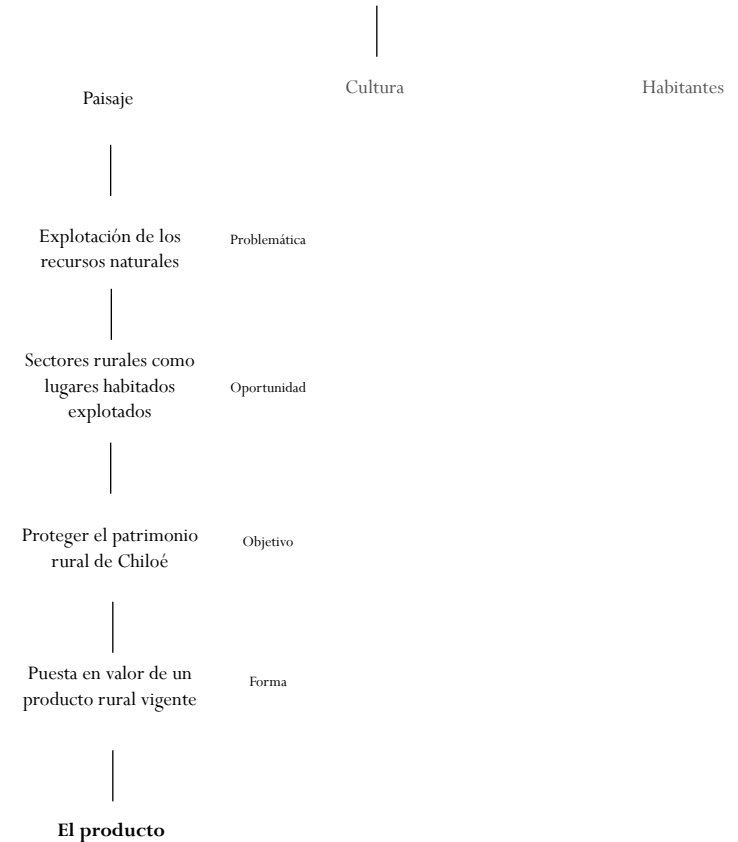 Paisaje
Cultura
Habitantes
Explotación de los
recursos naturales
Problemática
Sectores rurales como
lugares habitados
explotados
Oportunidad
Proteger el patrimonio
rural de Chiloé
Objetivo
Puesta en valor de un
producto rural vigente
Forma
El producto